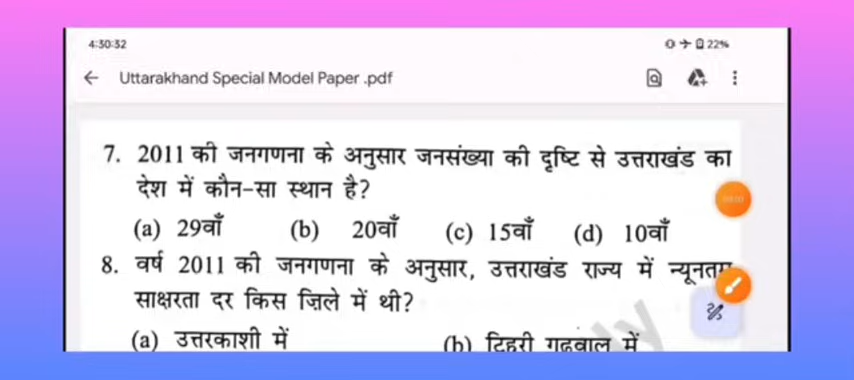 4:30:32
22%
Uttarakhand Special Model Paper .pdf
7. 2011 की जनगणना के अनुसार जनसंख्या की दृष्टि से उत्तराखंड का
देश में कौन-सा स्थान है?
(a) 29वाँ (b) 20वाँ (c) 15वाँ (d) 10वाँ
8. वर्ष 2011 की जनगणना के अनुसार, उत्तराखंड राज्य में न्यूनतम
साक्षरता दर किस ज़िले में थी?
(a) उत्तरकाशी में (b) टिहरी गढ़वाल में